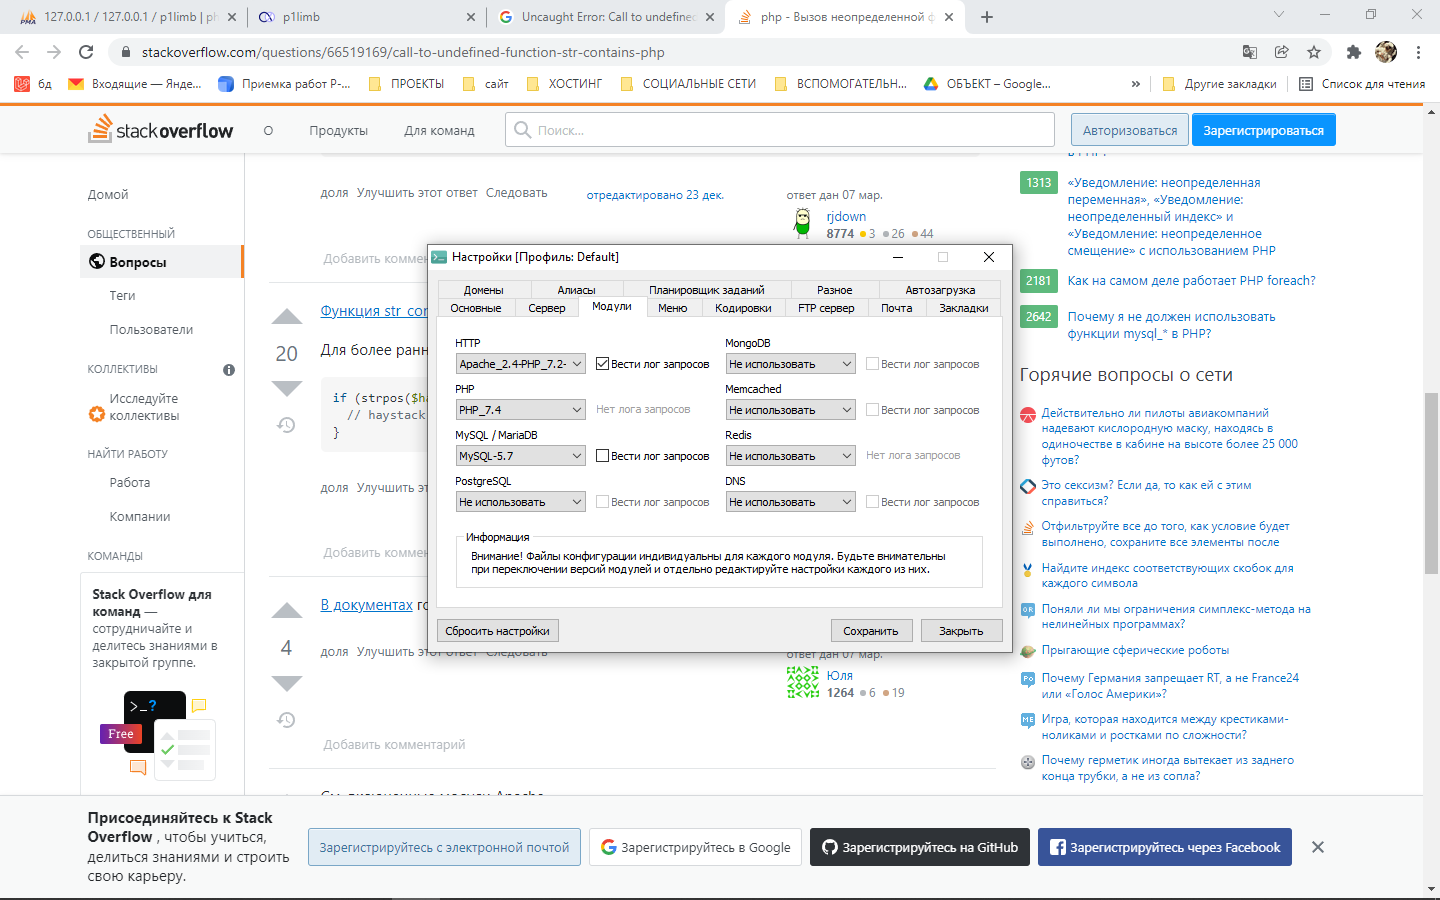 127.0.0.1 / 127.0.0.1 / p1limb | ph
p1limb
Uncaught Error: Call to undefined
php - Вызов неопределенной ф
stackoverflow.com/questions/66519169/call-to-undefined-function-str-contains-php
бд
Входящие — Янде...
Приемка работ P-...
ПРОЕКТЫ
сайт
ХОСТИНГ
СОЦИАЛЬНЫЕ СЕТИ
ВСПОМОГАТЕЛЬН...
ОБЪЕКТ – Google...
»
Другие закладки
Список для чтения
stackoverflow
О
Продукты
Для команд
Поиск...
Авторизоваться
Зарегистрироваться
Домой
ОБЩЕСТВЕННЫЙ
Вопросы
Теги
Пользователи
КОЛЛЕКТИВЫ
Исследуйте
коллективы
НАЙТИ РАБОТУ
Работа
Компании
КОМАНДЫ
Stack Overflow для
команд —
сотрудничайте и
делитесь знаниями в
закрытой группе.
>_?
Free
доля Улучшить этот ответ Следовать
отредактировано 23 дек.
ответ дан 07 мар.
rjdown
8774 3 26 44
Добавить коммен
20
Функция str_con
Для более ранн
if (strpos($ha
// haystack
}
доля Улучшить эт
Добавить коммен
4
В документах го
доля Улучшить этот ответ Следовать
ответ дан 07 мар.
Юля
1264 6 19
Добавить комментарий
Настройки [Профиль: Default]
Домены
Алиасы
Планировщик заданий
Разное
Автозагрузка
Основные
Сервер
Модули
Меню
Кодировки
FTP сервер
Почта
Закладки
HTTP
Apache_2.4-PHP_7.2-
Вести лог запросов
PHP
PHP_7.4
Нет лога запросов
MySQL / MariaDB
MySQL-5.7
Вести лог запросов
PostgreSQL
Не использовать
Вести лог запросов
MongoDB
Не использовать
Вести лог запросов
Memcached
Не использовать
Вести лог запросов
Redis
Не использовать
Нет лога запросов
DNS
Не использовать
Вести лог запросов
Информация
Внимание! Файлы конфигурации индивидуальны для каждого модуля. Будьте внимательны
при переключении версий модулей и отдельно редактируйте настройки каждого из них.
Сбросить настройки
Сохранить
Закрыть
в PHP?
1313
«Уведомление: неопределенная
переменная», «Уведомление:
неопределенный индекс» и
«Уведомление: неопределенное
смещение» с использованием PHP
2181
Как на самом деле работает PHP foreach?
2642
Почему я не должен использовать
функции mysql_* в PHP?
Горячие вопросы о сети
Действительно ли пилоты авиакомпаний
надевают кислородную маску, находясь в
одиночестве в кабине на высоте более 25 000
футов?
Это сексизм? Если да, то как ей с этим
справиться?
Отфильтруйте все до того, как условие будет
выполнено, сохраните все элементы после
Найдите индекс соответствующих скобок для
каждого символа
Поняли ли мы ограничения симплекс-метода на
нелинейных программах?
Прыгающие сферические роботы
Почему Германия запрещает RT, а не France24
или «Голос Америки»?
Игра, которая находится между крестиками-
ноликами и ростками по сложности?
Почему герметик иногда вытекает из заднего
конца трубки, а не из сопла?
Присоединяйтесь к Stack
Overflow , чтобы учиться,
делиться знаниями и строить
свою карьеру.
Зарегистрируйтесь с электронной почтой
Зарегистрируйтесь в Google
Зарегистрируйтесь на GitHub
Зарегистрируйтесь через Facebook